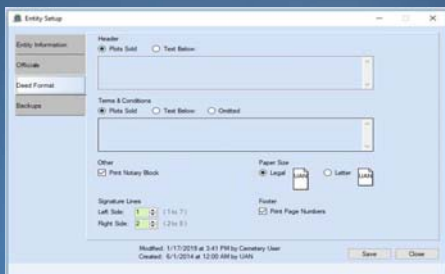 Entity Setup
Entity Information
Officials
Deed Format
Backups
Header
Plots Sold Text Below
Terms & Conditions
Plots Sold Text Below Omitted
Other
Print Notary Block
Paper Size
Legal UAN Letter UAN
Signature Lines
Left Side: 1 ( 1 to 7 )
Right Side: 2 ( 2 to 8 )
Footer
Print Page Numbers
Modified: 1/17/2019 at 3:41 PM by Cemetery User
Created: 6/1/2014 at 12:00 AM by UAN
Save Close